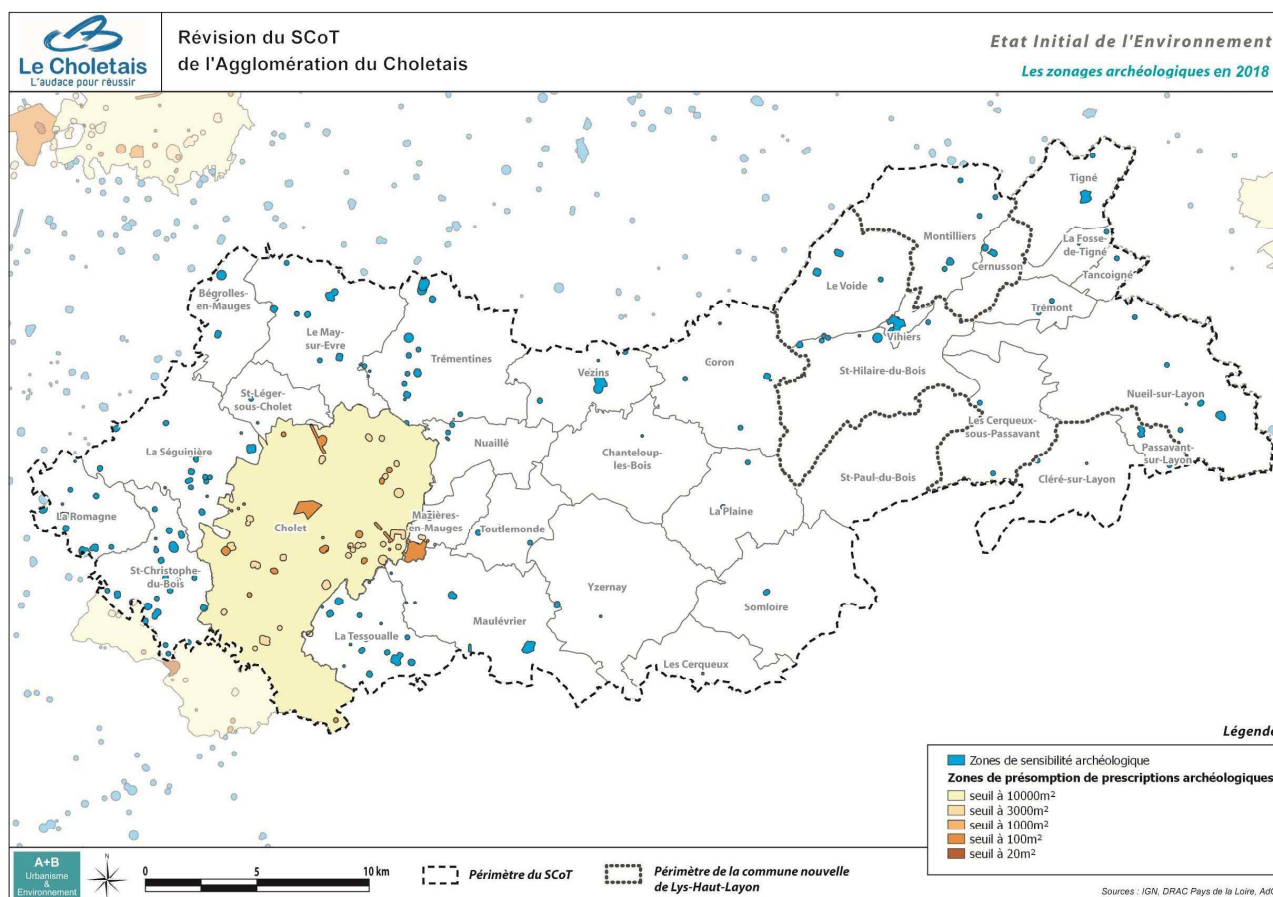 Le Choletais
L'audace pour réussir
Révision du SCoT
de l'Agglomération du Choletais
Etat Initial de l'Environnement
Les zonages archéologiques en 2018
Tigné
La Fosse-
de-Tigné
Tancoigné
Montilliers
Cernusson
Le Voide
Trémont
Vihiers
Bégrolles-
en-Mauges
Le May-
sur-Evre
Trémentines
Vézins
Coron
St-Hilaire-du-Bois
Nueil-sur-Layon
St-Léger-
sous-Cholet
Les Cerqueux-
sous-Passavant
Passavant-
sur-Layon
La Séguinière
Nuaillé
Chanteloup-
les-Bois
St-Paul-du-Bois
Cléré-sur-Layon
La Romagne
Cholet
Mazières-
en-Mauges
Toutlemonde
La Plaine
St-Christophe-
du-Bois
Yzernay
Somloire
Maulévrier
La Tessoualle
Les Cerqueux
Légende
Zones de sensibilité archéologique
Zones de présomption de prescriptions archéologiques
seuil à 10000m²
seuil à 3000m²
seuil à 1000m²
seuil à 100m²
seuil à 20m²
A+B
Urbanisme
&
Environnement
N
0 5 10 km
Périmètre du SCoT
Périmètre de la commune nouvelle
de Lys-Haut-Layon
Sources : IGN, DRAC Pays de la Loire, AdC